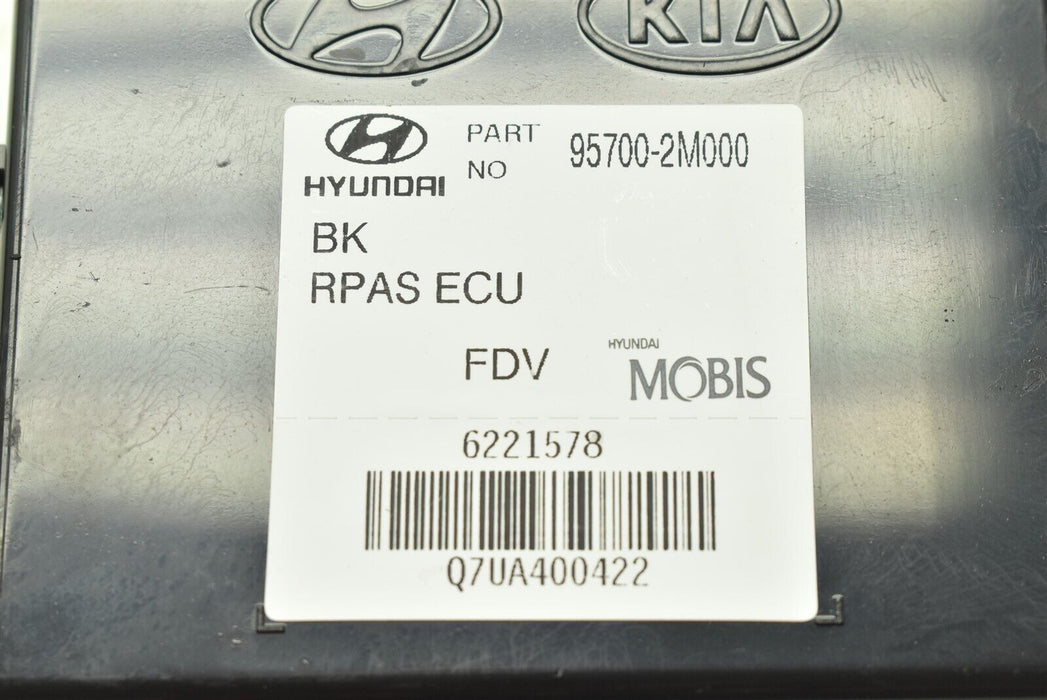 KIA
HYUNDAI
PART NO 95700-2M000
BK
RPAS ECU
FDV
HYUNDAI
MOBIS
6221578
Q7UA400422